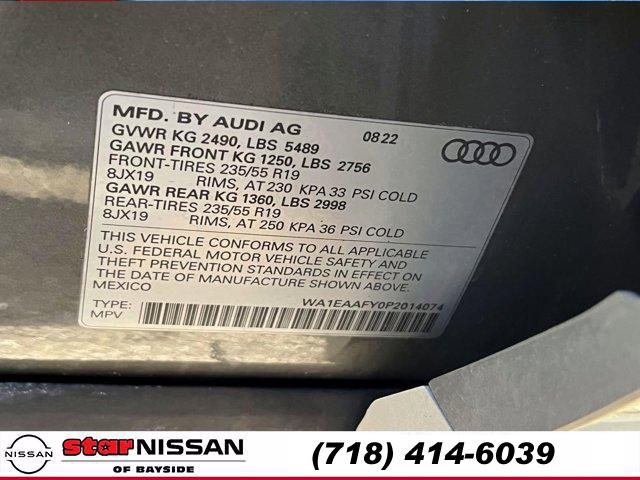 MFD. BY AUDI AG 08 22
GVWR KG 2490, LBS 5489
GAWR FRONT KG 1250, LBS 2756
FRONT-TIRES 235/55 R19
8JX19 RIMS, AT 230 KPA 33 PSI COLD
GAWR REAR KG 1360, LBS 2998
REAR-TIRES 235/55 R19
8JX19 RIMS, AT 250 KPA 36 PSI COLD
THIS VEHICLE CONFORMS TO ALL APPLICABLE
U.S. FEDERAL MOTOR VEHICLE SAFETY AND
THEFT PREVENTION STANDARDS IN EFFECT ON
THE DATE OF MANUFACTURE SHOWN ABOVE.
MEXICO
WA1EAAFY0P2014074
TYPE:
MPV
NISSAN
star NISSAN
OF BAYSIDE
(718) 414-6039